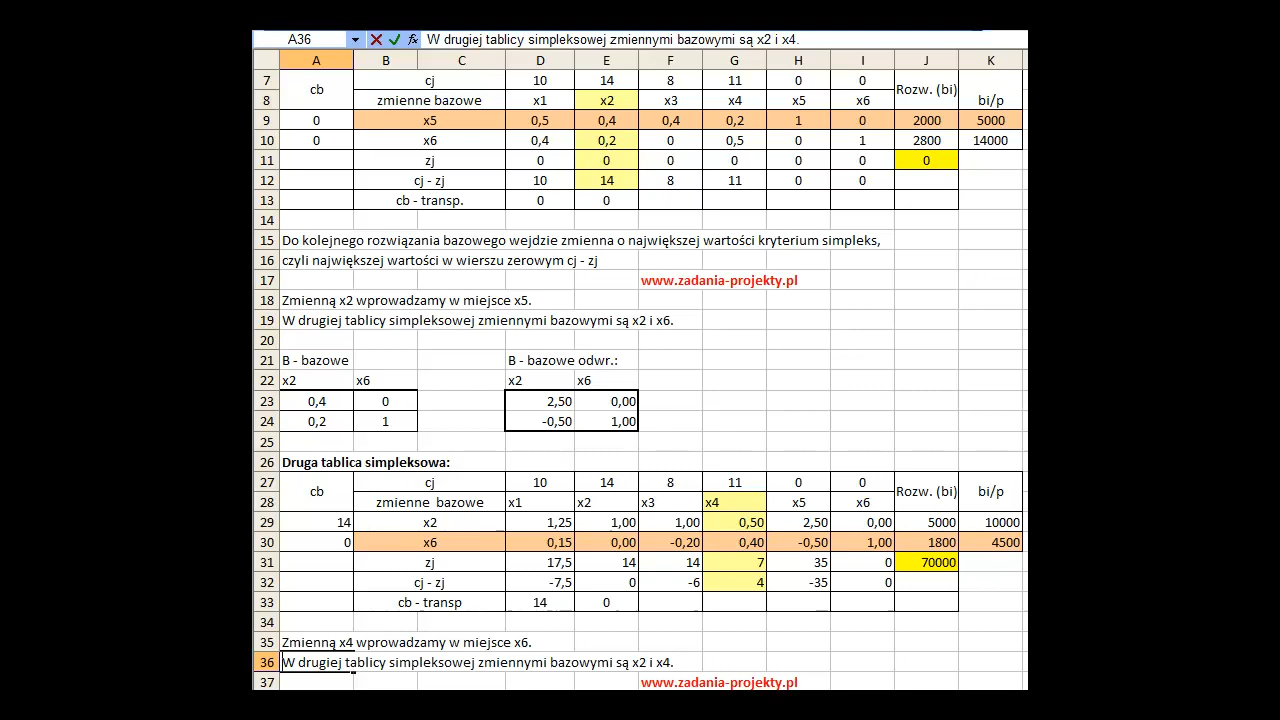 A36 fx W drugiej tablicy simpleksowej zmiennymi bazowymi są x2 i x4.
A B C D E F G H I J K
7 cb cj 10 14 8 11 0 0 Rozw. (bi)
8 zmienne bazowe x1 x2 x3 x4 x5 x6 bi/p
9 0 x5 0,5 0,4 0,4 0,2 1 0 2000 5000
10 0 x6 0,4 0,2 0 0,5 0 1 2800 14000
11 zj 0 0 0 0 0 0 0
12 cj - zj 10 14 8 11 0 0
13 cb - transp. 0 0
14
15 Do kolejnego rozwiązania bazowego wejdzie zmienna o największej wartości kryterium simpleks,
16 czyli największej wartości w wierszu zerowym cj - zj
17 www.zadania-projekty.pl
18 Zmienną x2 wprowadzamy w miejsce x5.
19 W drugiej tablicy simpleksowej zmiennymi bazowymi są x2 i x6.
20
21 B - bazowe B - bazowe odwr.:
22 x2 x6 x2 x6
23 0,4 0 2,50 0,00
24 0,2 1 -0,50 1,00
25
26 Druga tablica simpleksowa:
27 cb cj 10 14 8 11 0 0 Rozw. (bi) bi/p
28 zmienne bazowe x1 x2 x3 x4 x5 x6
29 14 x2 1,25 1,00 1,00 0,50 2,50 0,00 5000 10000
30 0 x6 0,15 0,00 -0,20 0,40 -0,50 1,00 1800 4500
31 zj 17,5 14 14 7 35 0 70000
32 cj - zj -7,5 0 -6 4 -35 0
33 cb - transp 14 0
34
35 Zmienną x4 wprowadzamy w miejsce x6.
36 W drugiej tablicy simpleksowej zmiennymi bazowymi są x2 i x4.
37 www.zadania-projekty.pl